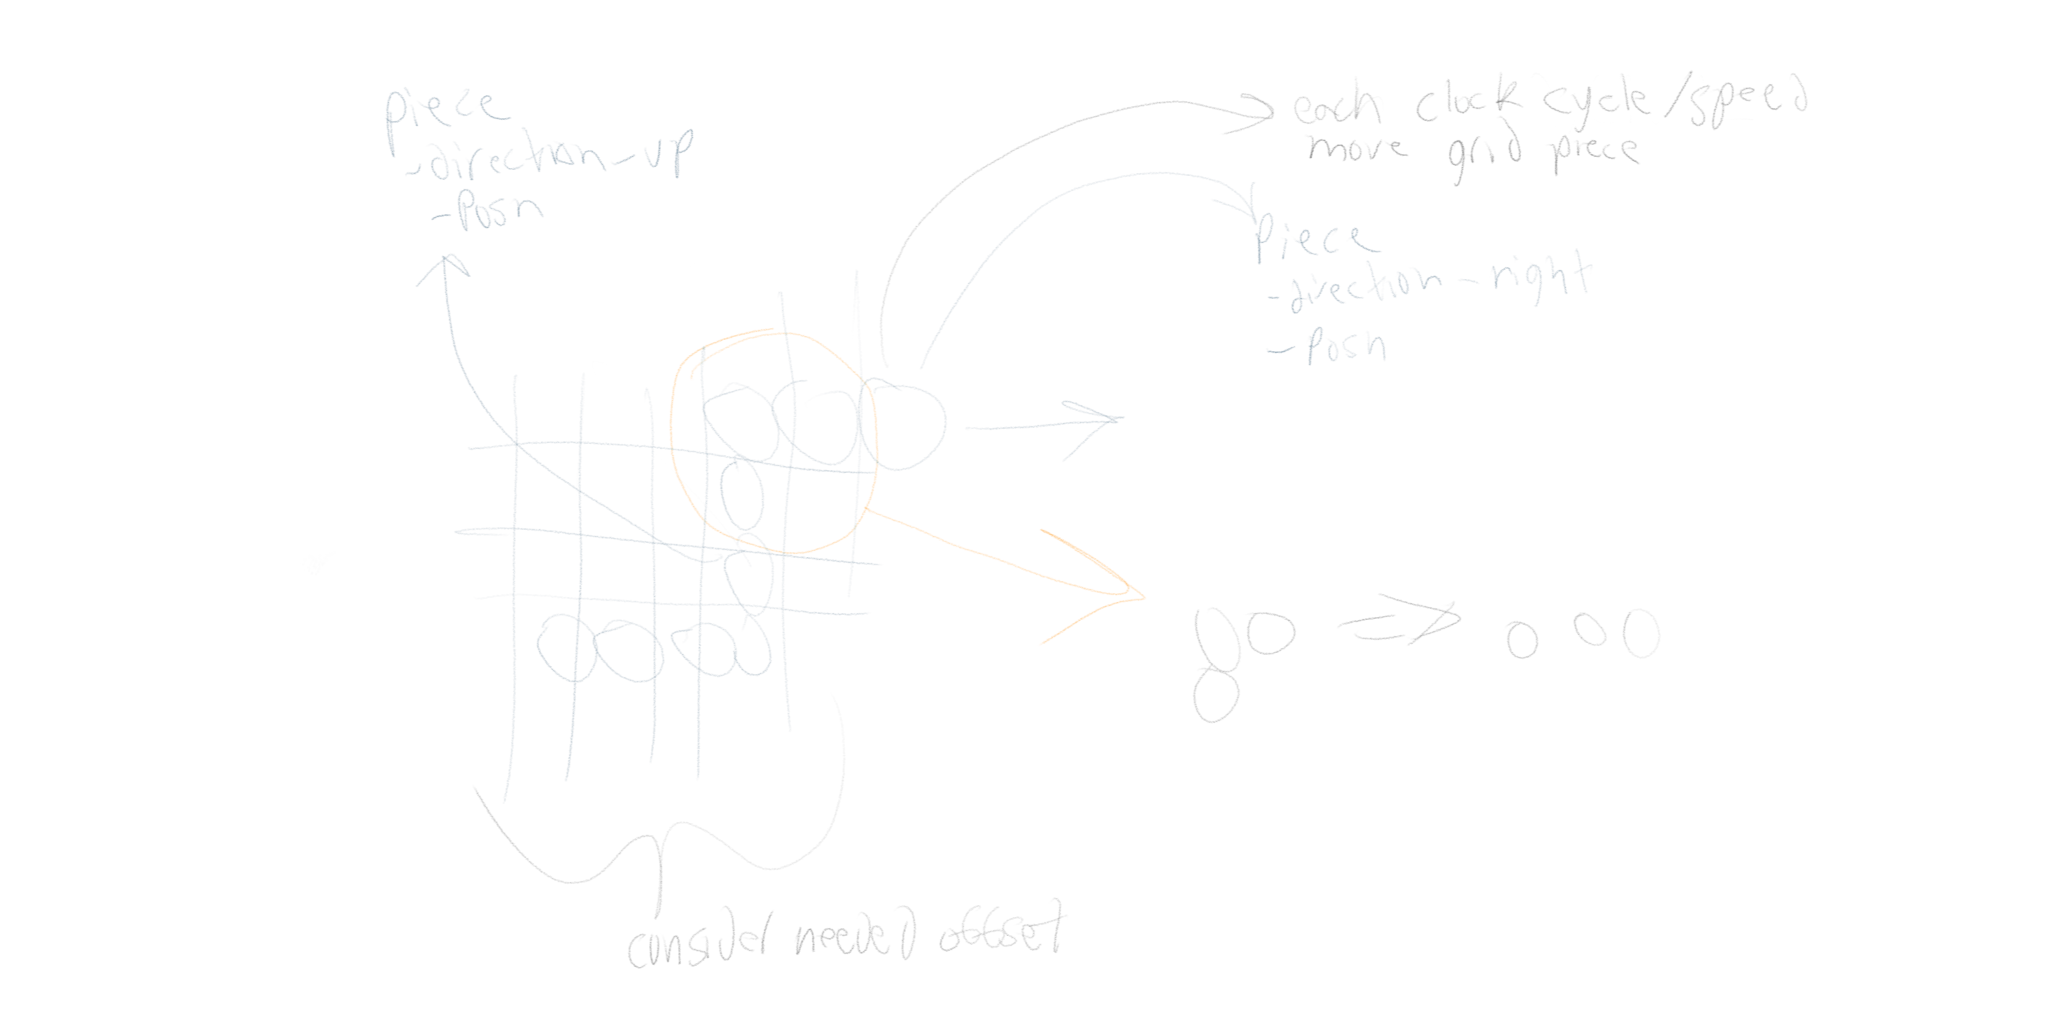 piece
-direction-up
-Posn
each clock cycle/speed
move grid piece
Piece
-direction-right
-Posn
consider needed offset